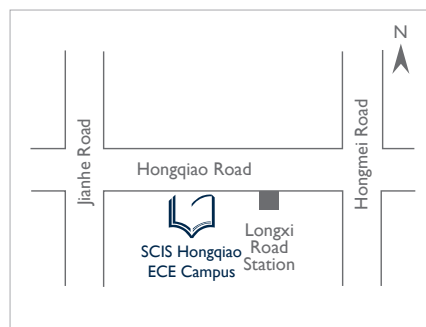 N
Jianhe Road
Hongmei Road
Hongqiao Road
SCIS Hongqiao
ECE Campus
Longxi
Road
Station